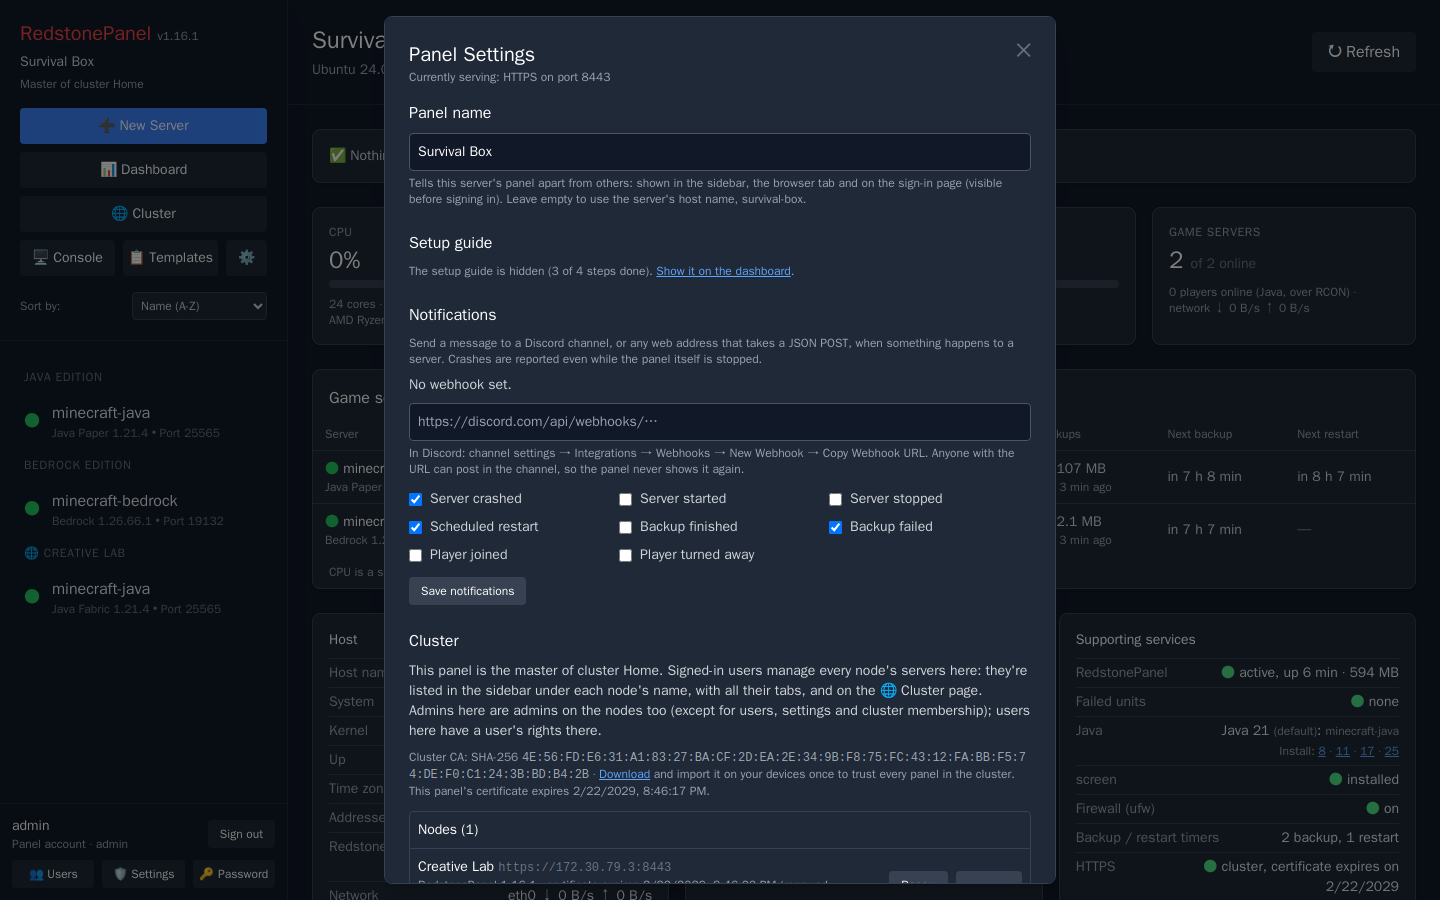 RedstonePanel v1.16.1
Survival Box
Master of cluster Home
➕ New Server
📊 Dashboard
🌐 Cluster
🖥️ Console
📋 Templates
⚙️
Sort by:
Name (A-Z)
JAVA EDITION
minecraft-java
Java Paper 1.21.4 • Port 25565
BEDROCK EDITION
minecraft-bedrock
Bedrock 1.26.66.1 • Port 19132
🌐 CREATIVE LAB
minecraft-java
Java Fabric 1.21.4 • Port 25565
admin
Panel account · admin
Sign out
👥 Users
🛡️ Settings
🔑 Password
Surviva
Ubuntu 24.0
↻ Refresh
✅ Nothin
CPU
0%
24 cores ·
AMD Ryzer
GAME SERVERS
2 of 2 online
0 players online (Java, over RCON) ·
network ↓ 0 B/s ↑ 0 B/s
Game se
Server
kups
Next backup
Next restart
minecr
Java Paper
107 MB
3 min ago
in 7 h 8 min
in 8 h 7 min
minecr
Bedrock 1.2
2.1 MB
3 min ago
in 7 h 7 min
—
CPU is a s
Host
Host nam
System
Kernel
Up
Time zon
Addresse
Redstone
Network
eth0 ↓ 0 B/s ↑ 0 B/s
Panel Settings
Currently serving: HTTPS on port 8443
Panel name
Survival Box
Tells this server's panel apart from others: shown in the sidebar, the browser tab and on the sign-in page (visible
before signing in). Leave empty to use the server's host name, survival-box.
Setup guide
The setup guide is hidden (3 of 4 steps done). Show it on the dashboard.
Notifications
Send a message to a Discord channel, or any web address that takes a JSON POST, when something happens to a
server. Crashes are reported even while the panel itself is stopped.
No webhook set.
https://discord.com/api/webhooks/…
In Discord: channel settings → Integrations → Webhooks → New Webhook → Copy Webhook URL. Anyone with the
URL can post in the channel, so the panel never shows it again.
Server crashed
Server started
Server stopped
Scheduled restart
Backup finished
Backup failed
Player joined
Player turned away
Save notifications
Cluster
This panel is the master of cluster Home. Signed-in users manage every node's servers here: they're
listed in the sidebar under each node's name, with all their tabs, and on the 🌐 Cluster page.
Admins here are admins on the nodes too (except for users, settings and cluster membership); users
here have a user's rights there.
Cluster CA: SHA-256 4E:56:FD:E6:31:A1:83:27:BA:CF:2D:EA:2E:34:9B:F8:75:FC:43:12:FA:BB:F5:7
4:DE:F0:C1:24:3B:BD:B4:2B · Download and import it on your devices once to trust every panel in the cluster.
This panel's certificate expires 2/22/2029, 8:46:17 PM.
Nodes (1)
Creative Lab https://172.30.79.3:8443
Supporting services
RedstonePanel
active, up 6 min · 594 MB
Failed units
none
Java
Java 21 (default): minecraft-java
Install: 8 · 11 · 17 · 25
screen
installed
Firewall (ufw)
on
Backup / restart timers
2 backup, 1 restart
HTTPS
cluster, certificate expires on
2/22/2029